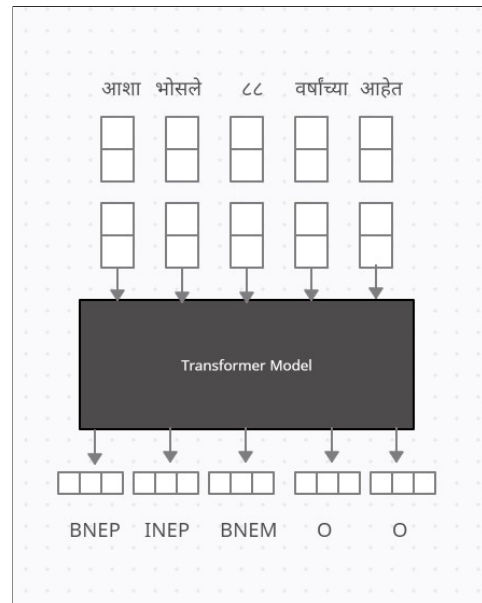 आशा भोसले ८८ वर्षांच्या आहेत
Transformer Model
BNEP INEP BNEM O O